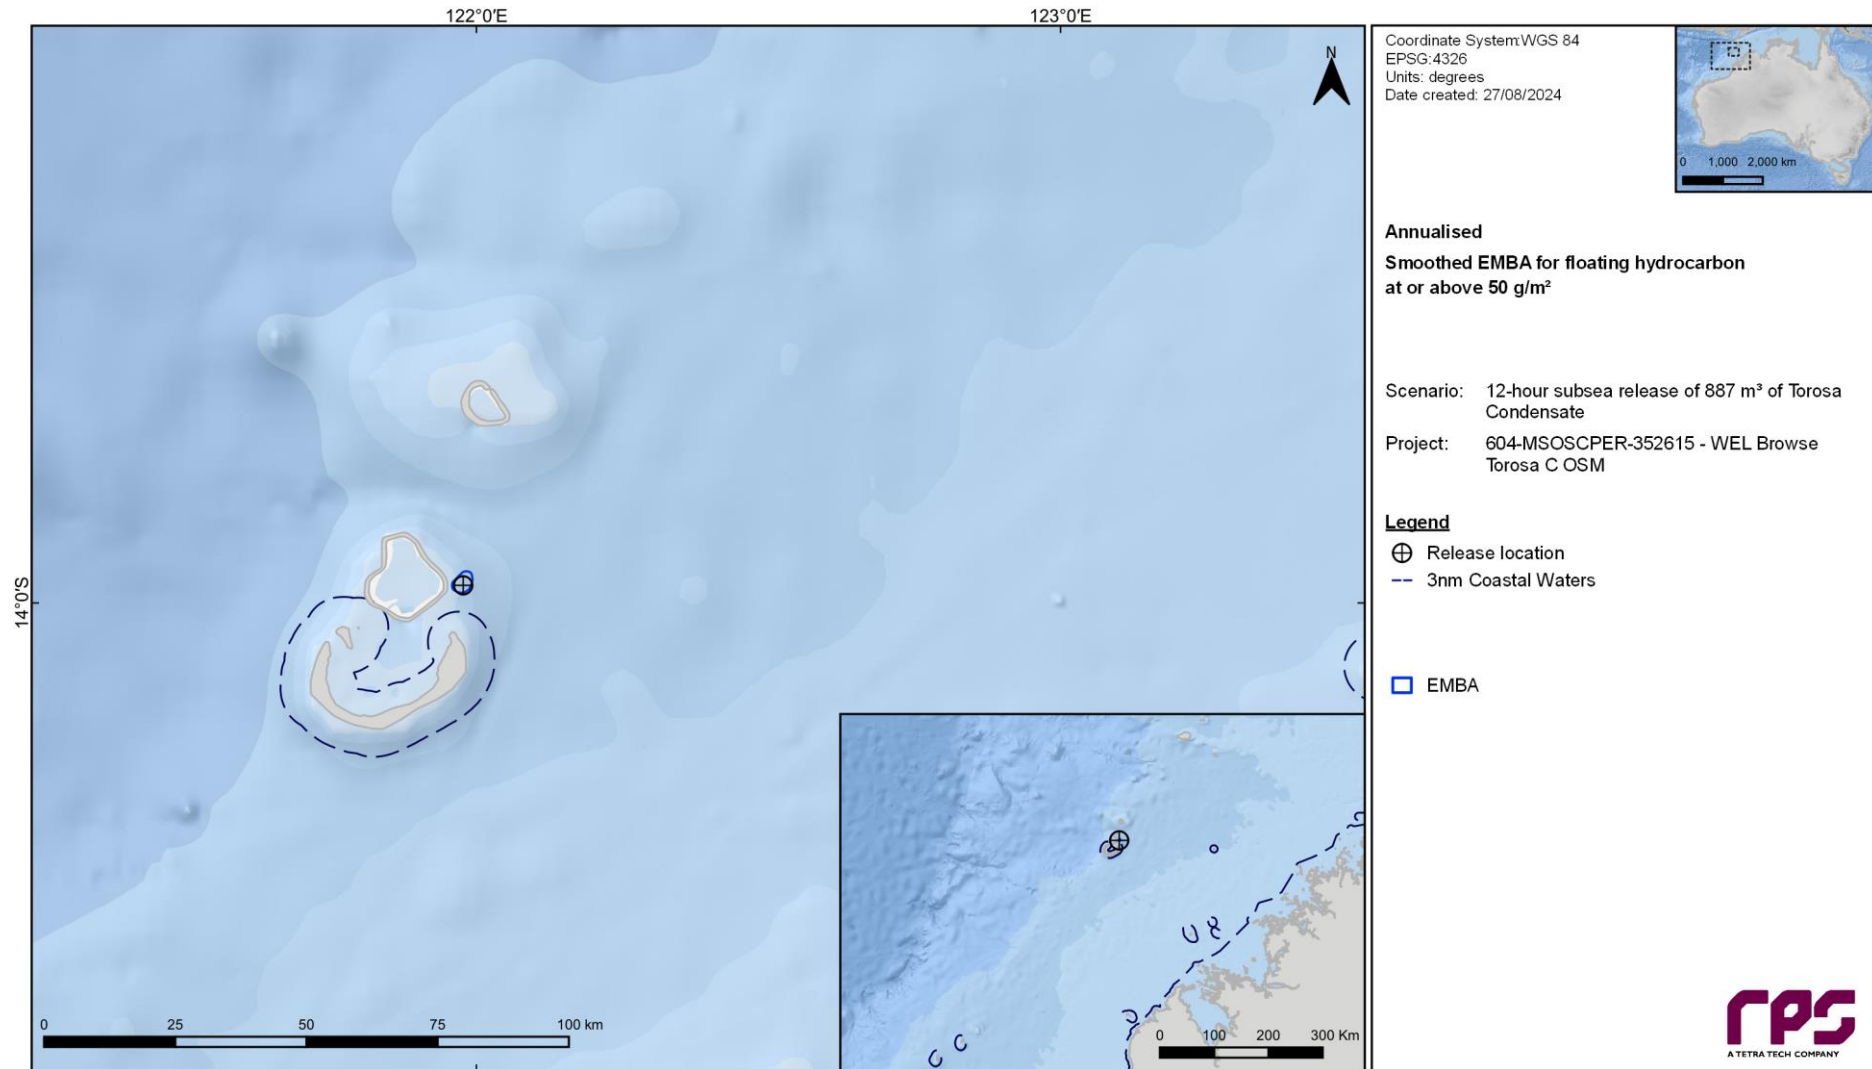 122°0′E
123°0′E
14°0′S
N
0 25 50 75 100 km
0 100 200 300 Km
Coordinate System:WGS 84
EPSG:4326
Units: degrees
Date created: 27/08/2024
0 1,000 2,000 km
Annualised
Smoothed EMBA for floating hydrocarbon
at or above 50 g/m²
Scenario: 12-hour subsea release of 887 m³ of Torosa
Condensate
Project: 604-MSOSCPER-352615 - WEL Browse
Torosa C OSM
Legend
Release location
3nm Coastal Waters
EMBA
rps
A TETRA TECH COMPANY